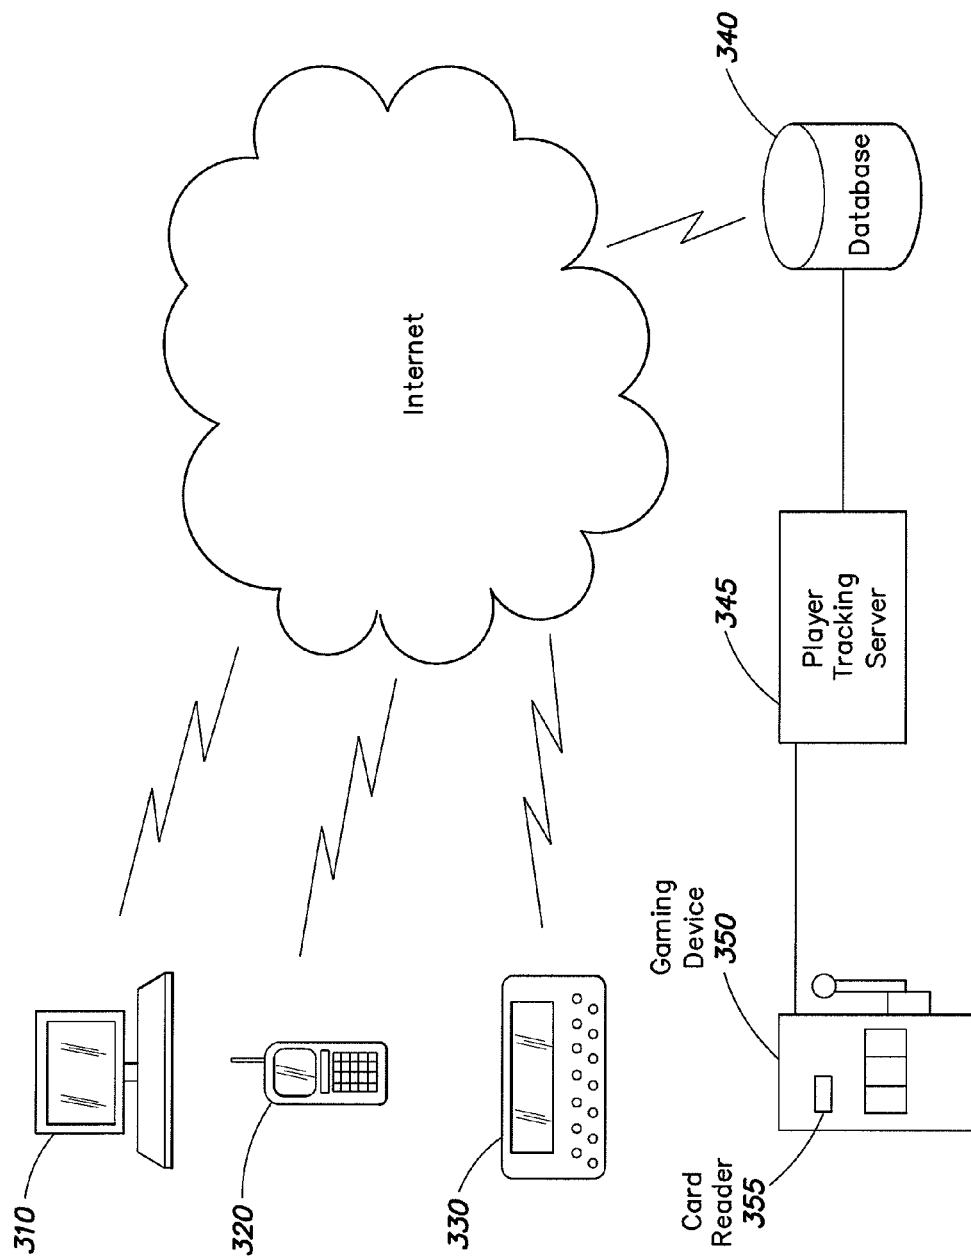 310
320
330
Internet
340
Database
345
Player
Tracking
Server
Gaming
Device
350
Card
Reader
355